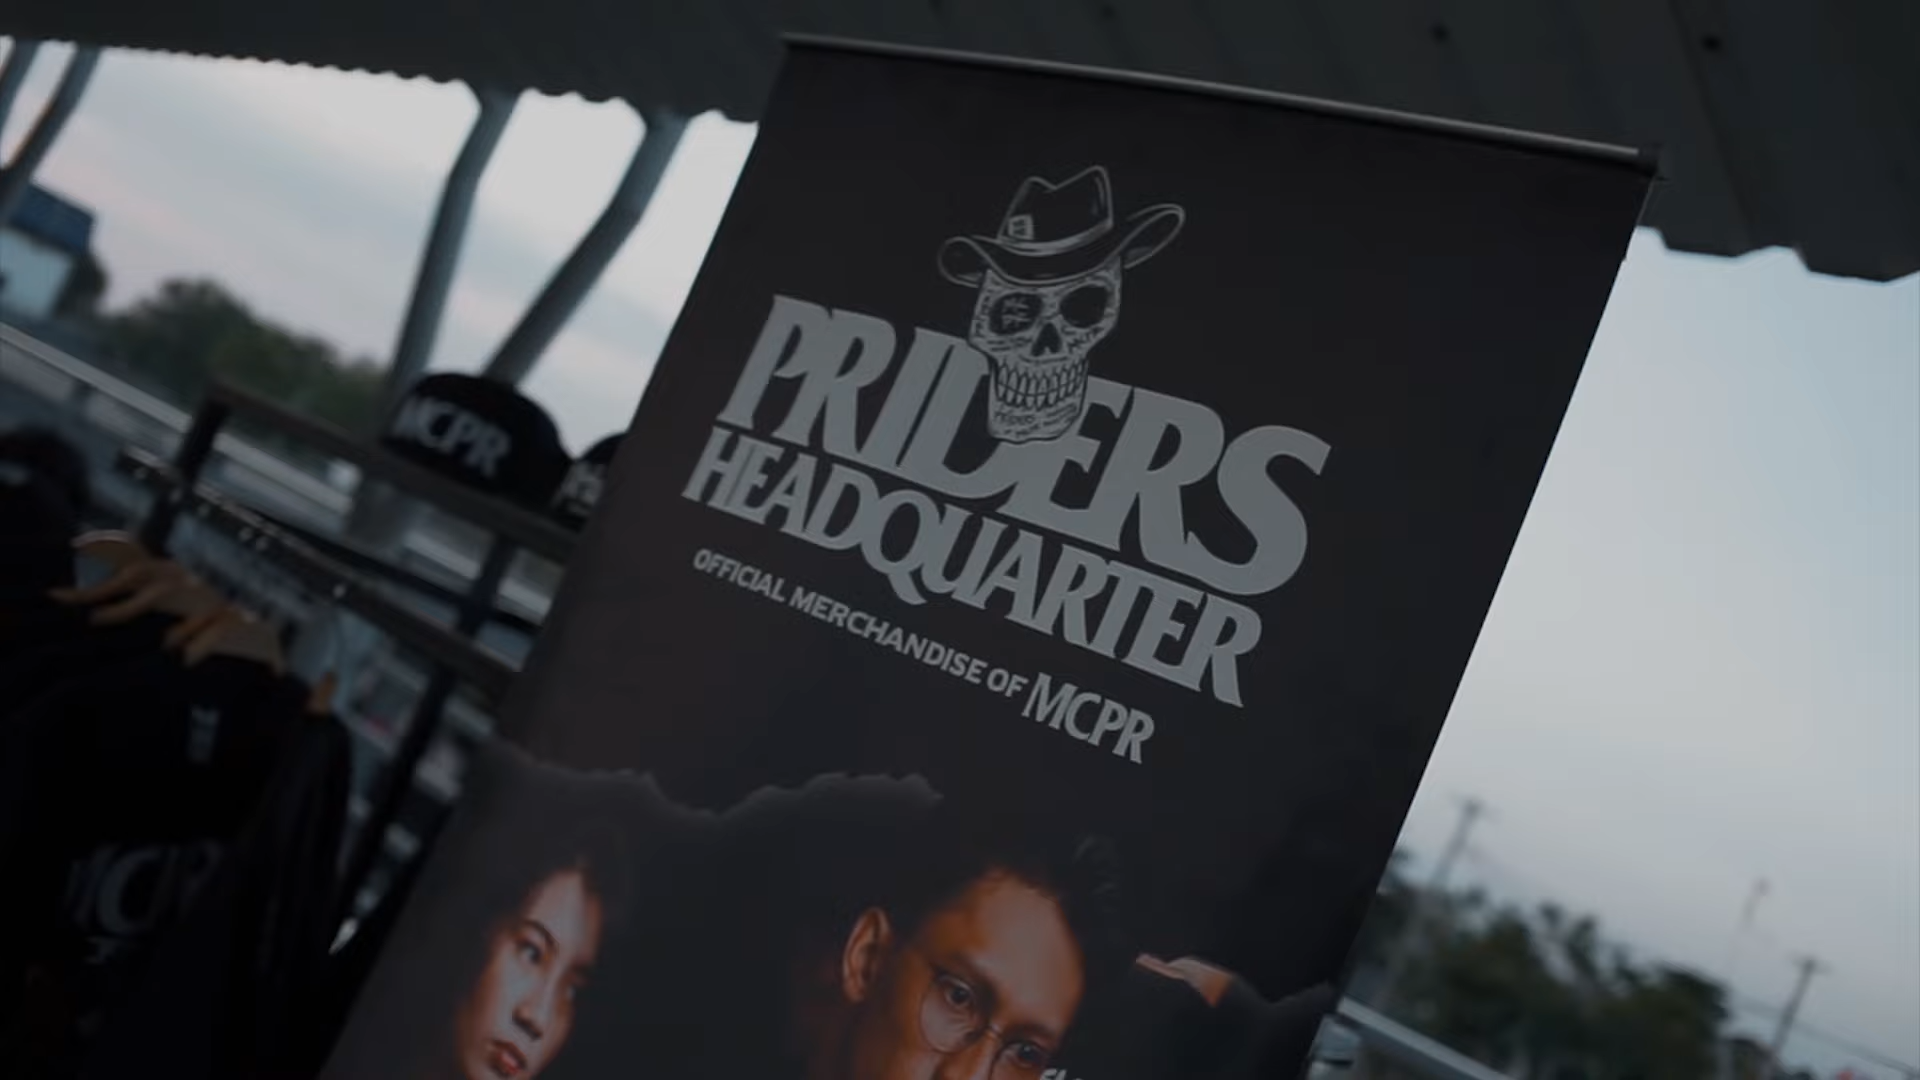 PRIDERS
HEADQUARTER
OFFICIAL MERCHANDISE OF MCPR
MCPR